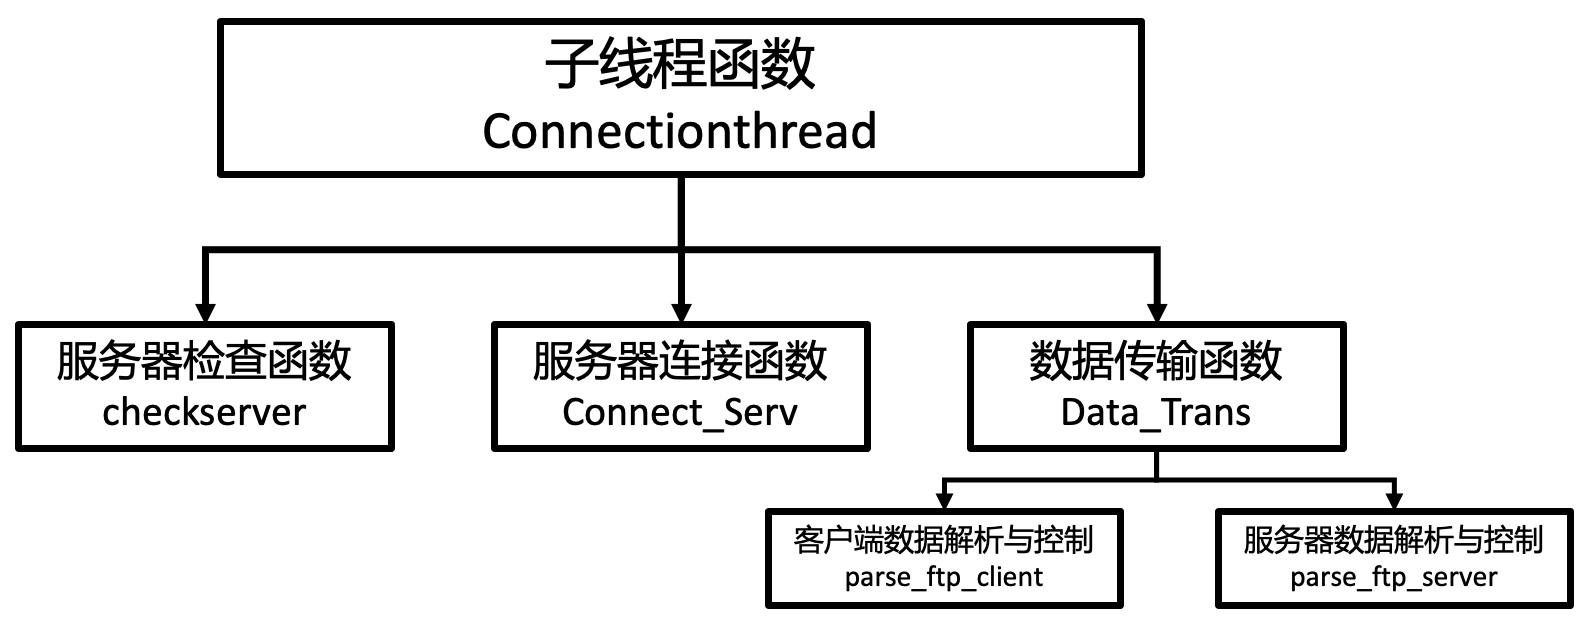 子线程函数
Connectionthread
服务器检查函数
checkserver
服务器连接函数
Connect_Serv
数据传输函数
Data_Trans
客户端数据解析与控制
parse_ftp_client
服务器数据解析与控制
parse_ftp_server